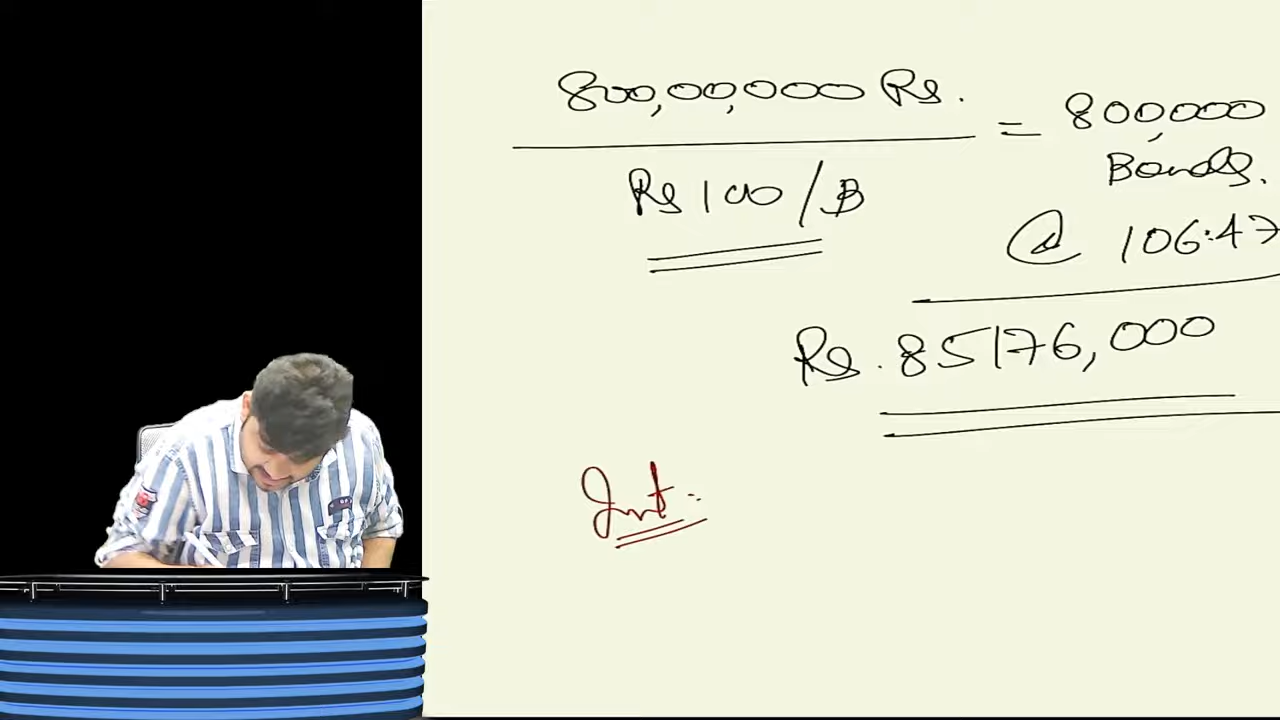 800,00,000 Rs.
Rs 100 / B
= 800,000
Bonds.
@ 106.47
Rs. 85176,000
Int: